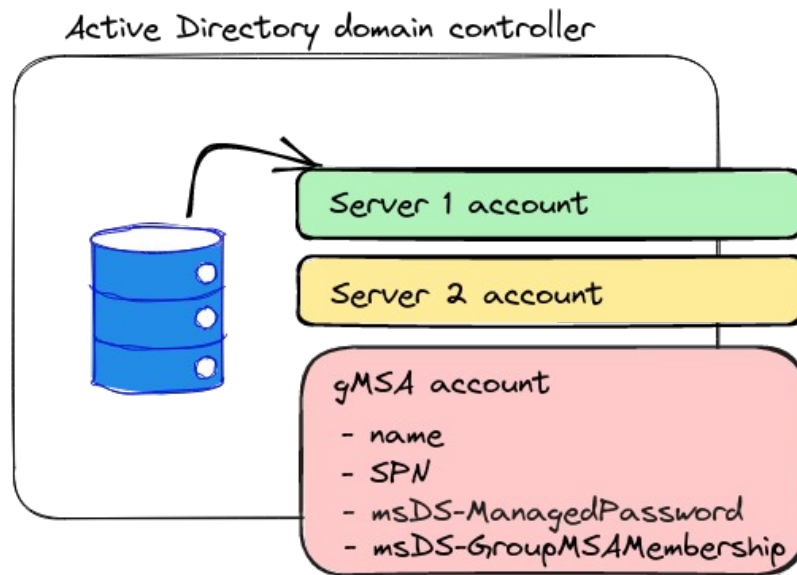 Active Directory domain controller
Server 1 account
Server 2 account
gMSA account
- name
- SPN
- msDS-ManagedPassword
- msDS-GroupMSAMembership